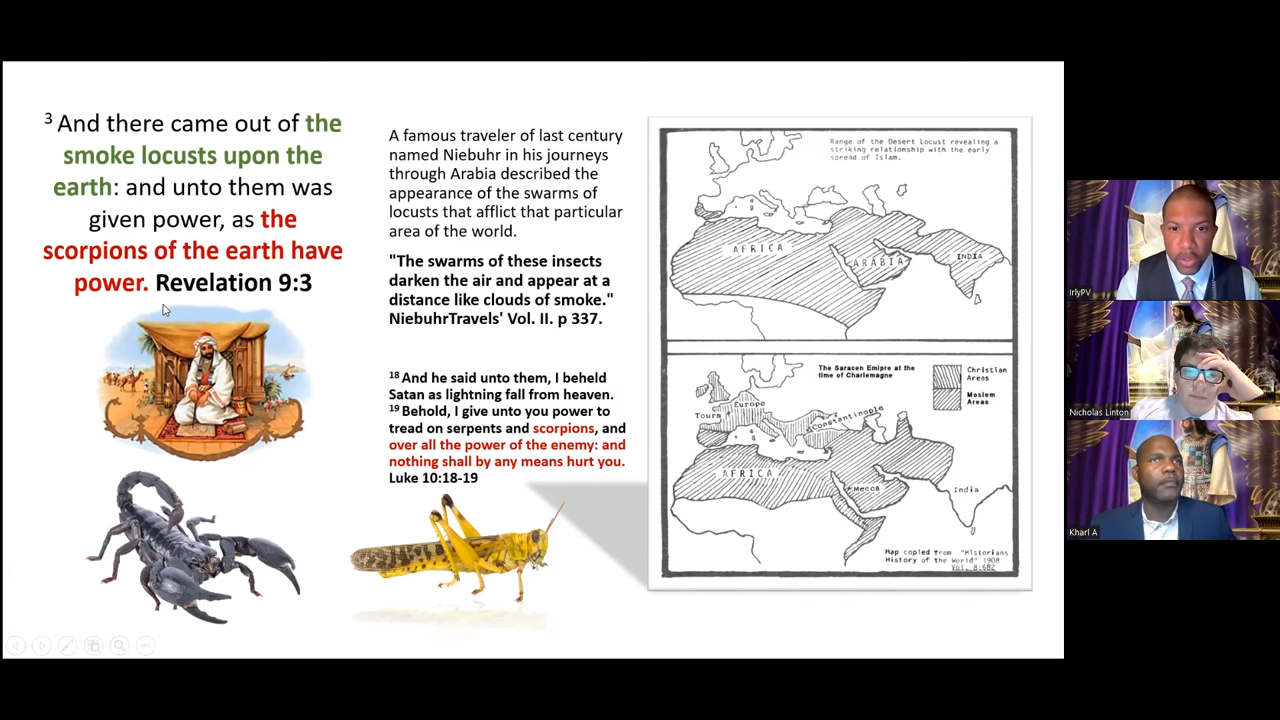 3 And there came out of the
smoke locusts upon the
earth: and unto them was
given power, as the
scorpions of the earth have
power. Revelation 9:3
A famous traveler of last century
named Niebuhr in his journeys
through Arabia described the
appearance of the swarms of
locusts that afflict that particular
area of the world.
"The swarms of these insects
darken the air and appear at a
distance like clouds of smoke."
NiebuhrTravels' Vol. II. p 337.
18 And he said unto them, I beheld
Satan as lightning fall from heaven.
19 Behold, I give unto you power to
tread on serpents and scorpions, and
over all the power of the enemy: and
nothing shall by any means hurt you.
Luke 10:18-19
Range of the Desert Locust revealing a
striking relationship with the early
spread of Islam.
AFRICA
ARABIA
INDIA
The Saracen Emipre at the
time of Charlemagne
Christian
Areas
Moslem
Areas
Europe
Tours
Constantinople
AFRICA
Mecca
India
Map copied from "Historians
History of the World" 1908
Vol. 8:682
IrlyPV
Nicholas Linton
Kharl A